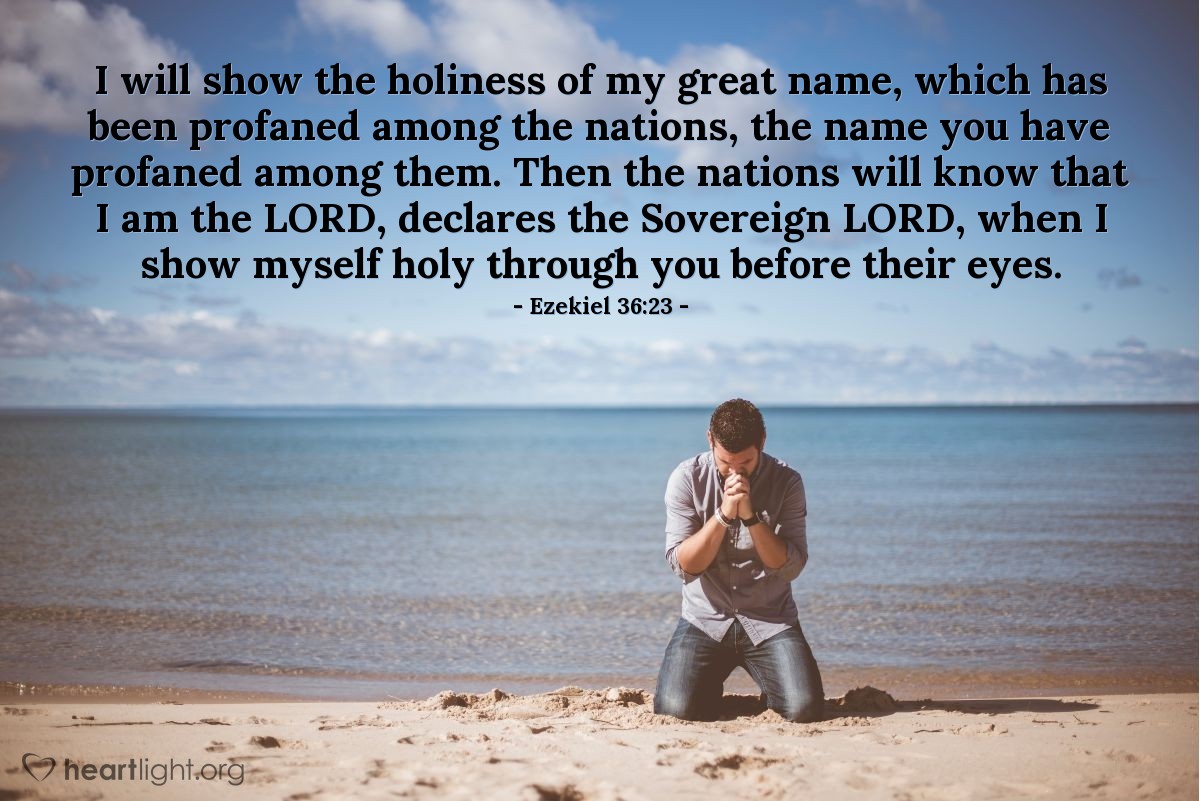 I will show the holiness of my great name, which has
been profaned among the nations, the name you have
profaned among them. Then the nations will know that
I am the LORD, declares the Sovereign LORD, when I
show myself holy through you before their eyes.
- Ezekiel 36:23 -
heartlight.org